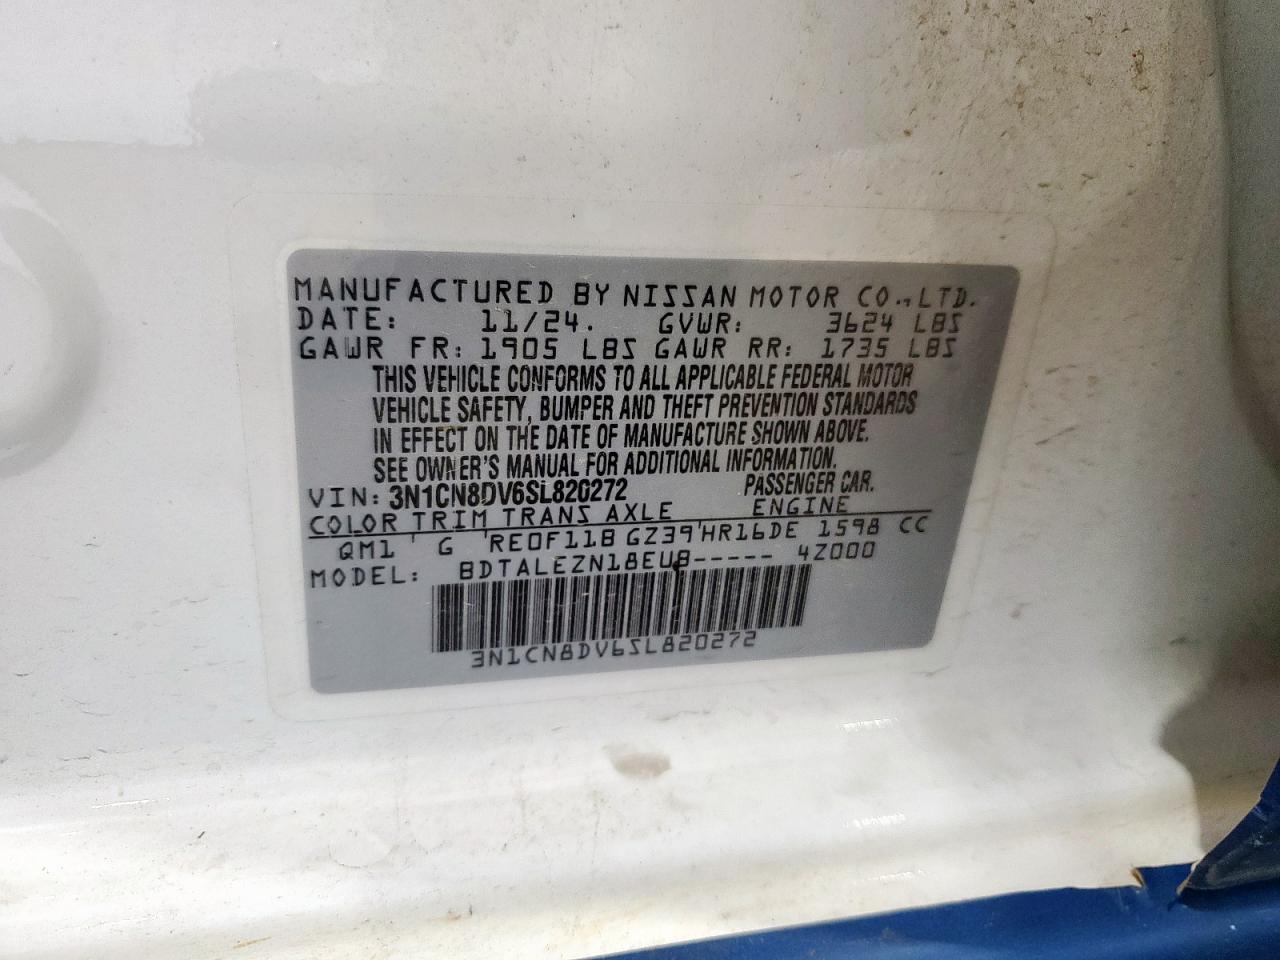 MANUFACTURED BY NISSAN MOTOR CO., LTD.
DATE: 11/24. GVWR: 3624 LBS
GAWR FR: 1905 LBS GAWR RR: 1735 LBS
THIS VEHICLE CONFORMS TO ALL APPLICABLE FEDERAL MOTOR
VEHICLE SAFETY, BUMPER AND THEFT PREVENTION STANDARDS
IN EFFECT ON THE DATE OF MANUFACTURE SHOWN ABOVE.
SEE OWNER'S MANUAL FOR ADDITIONAL INFORMATION.
VIN: 3N1CN8DV6SL820272 PASSENGER CAR.
COLOR TRIM TRANS AXLE ENGINE
QM1 ' G 'RE0F11B GZ39'HR16DE 1598 CC
MODEL: BDTALEZN18EUB----- 4Z000
3N1CN8DV6SL820272